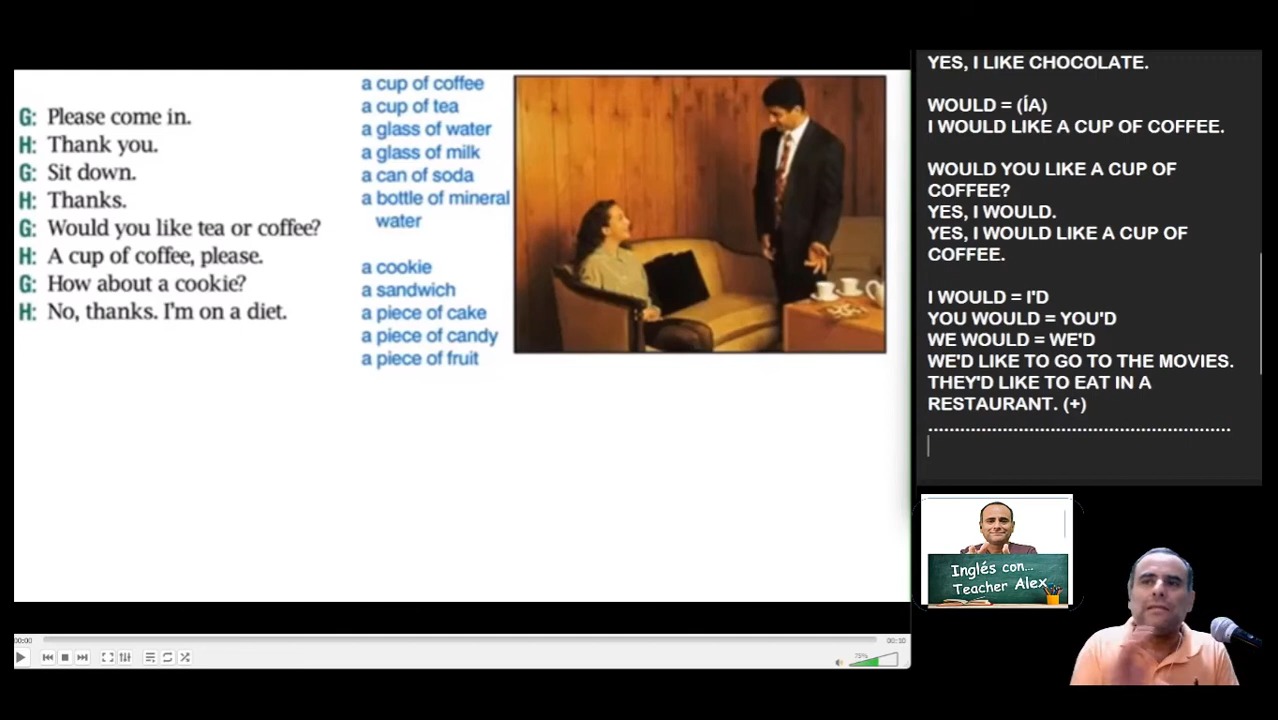 G: Please come in.
H: Thank you.
G: Sit down.
H: Thanks.
G: Would you like tea or coffee?
H: A cup of coffee, please.
G: How about a cookie?
H: No, thanks. I'm on a diet.
a cup of coffee
a cup of tea
a glass of water
a glass of milk
a can of soda
a bottle of mineral
water
a cookie
a sandwich
a piece of cake
a piece of candy
a piece of fruit
YES, I LIKE CHOCOLATE.
WOULD = (ÍA)
I WOULD LIKE A CUP OF COFFEE.
WOULD YOU LIKE A CUP OF
COFFEE?
YES, I WOULD.
YES, I WOULD LIKE A CUP OF
COFFEE.
I WOULD = I'D
YOU WOULD = YOU'D
WE WOULD = WE'D
WE'D LIKE TO GO TO THE MOVIES.
THEY'D LIKE TO EAT IN A
RESTAURANT. (+)
..........................................................
Inglés con...
Teacher Alex
00:00
00:10
75%